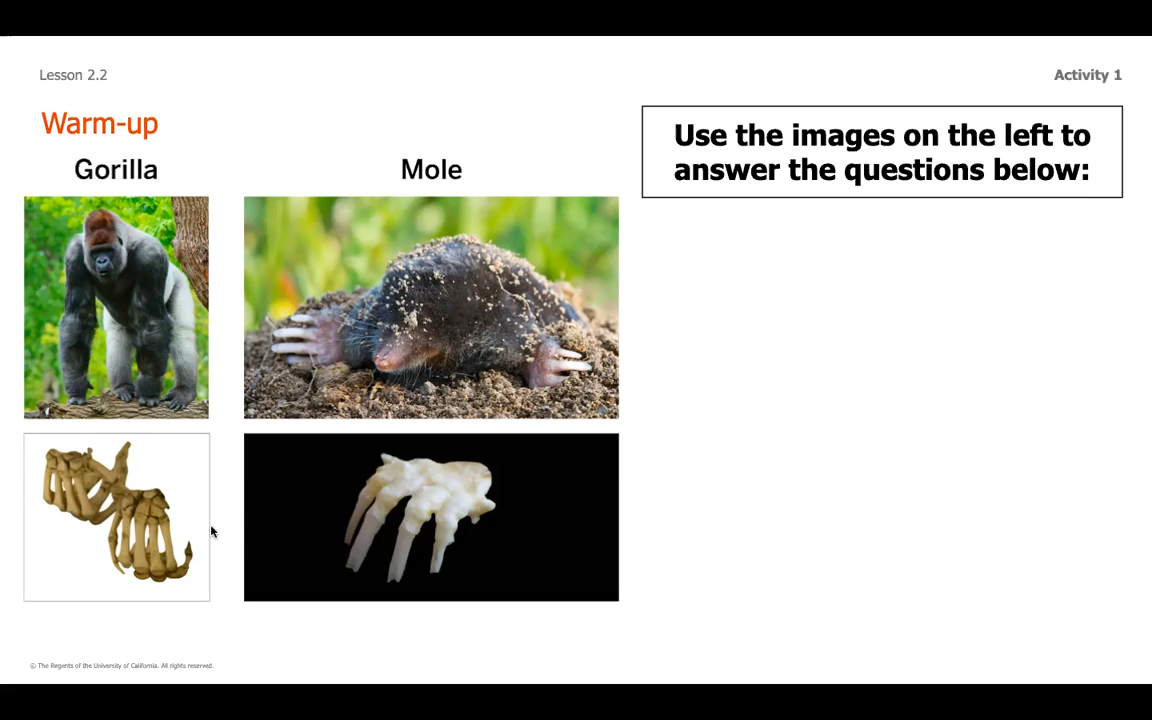 Lesson 2.2
Activity 1
Warm-up
Gorilla
Mole
Use the images on the left to
answer the questions below:
© The Regents of the University of California. All rights reserved.